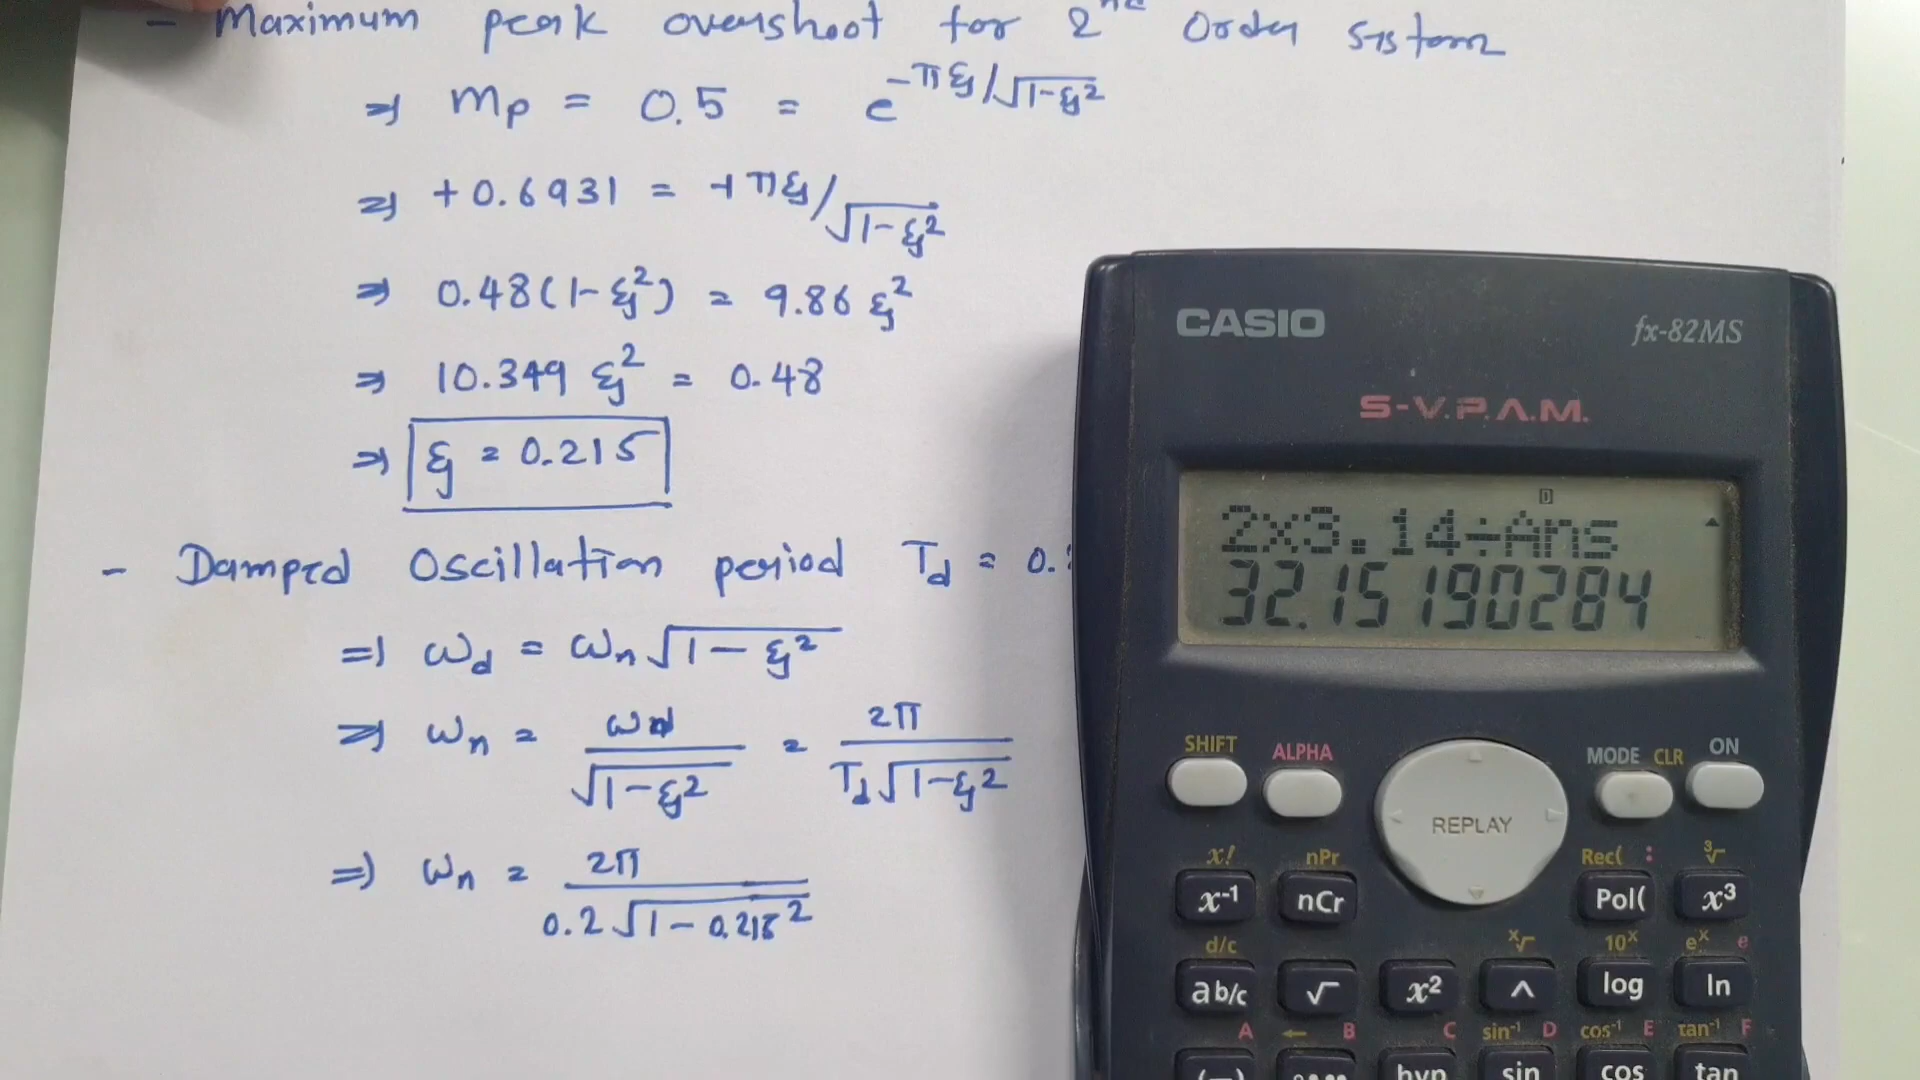 - Maximum peak overshoot for 2nd Order System
⇒ Mp = 0.5 = e^-πξ/√1-ξ²
⇒ +0.6931 = +πξ/√1-ξ²
⇒ 0.48(1-ξ²) = 9.86 ξ²
⇒ 10.349 ξ² = 0.48
⇒ ξ = 0.215
- Damped Oscillation period Td = 0.
⇒ ωd = ωn √1-ξ²
⇒ ωn = ωd/√1-ξ² = 2π/Td√1-ξ²
⇒ ωn = 2π/0.2√1-0.215²
CASIO fx-82MS
S-V.P.A.M.
D
2x3.14÷Ans
32.15190284
SHIFT ALPHA MODE CLR ON
REPLAY
x! nPr Rec( : ³√
x⁻¹ nCr Pol( x³
d/c ˣ√ 10ˣ eˣ e
ab/c √ x² ^ log ln
A ← B C sin⁻¹ D cos⁻¹ E tan⁻¹ F
(−) hyp sin cos tan